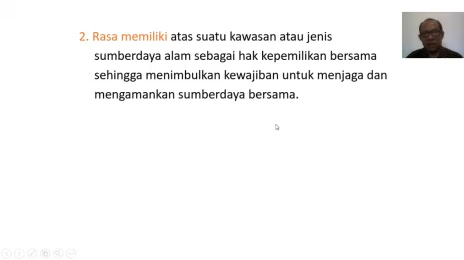 2. Rasa memiliki atas suatu kawasan atau jenis
sumberdaya alam sebagai hak kepemilikan bersama
sehingga menimbulkan kewajiban untuk menjaga dan
mengamankan sumberdaya bersama.